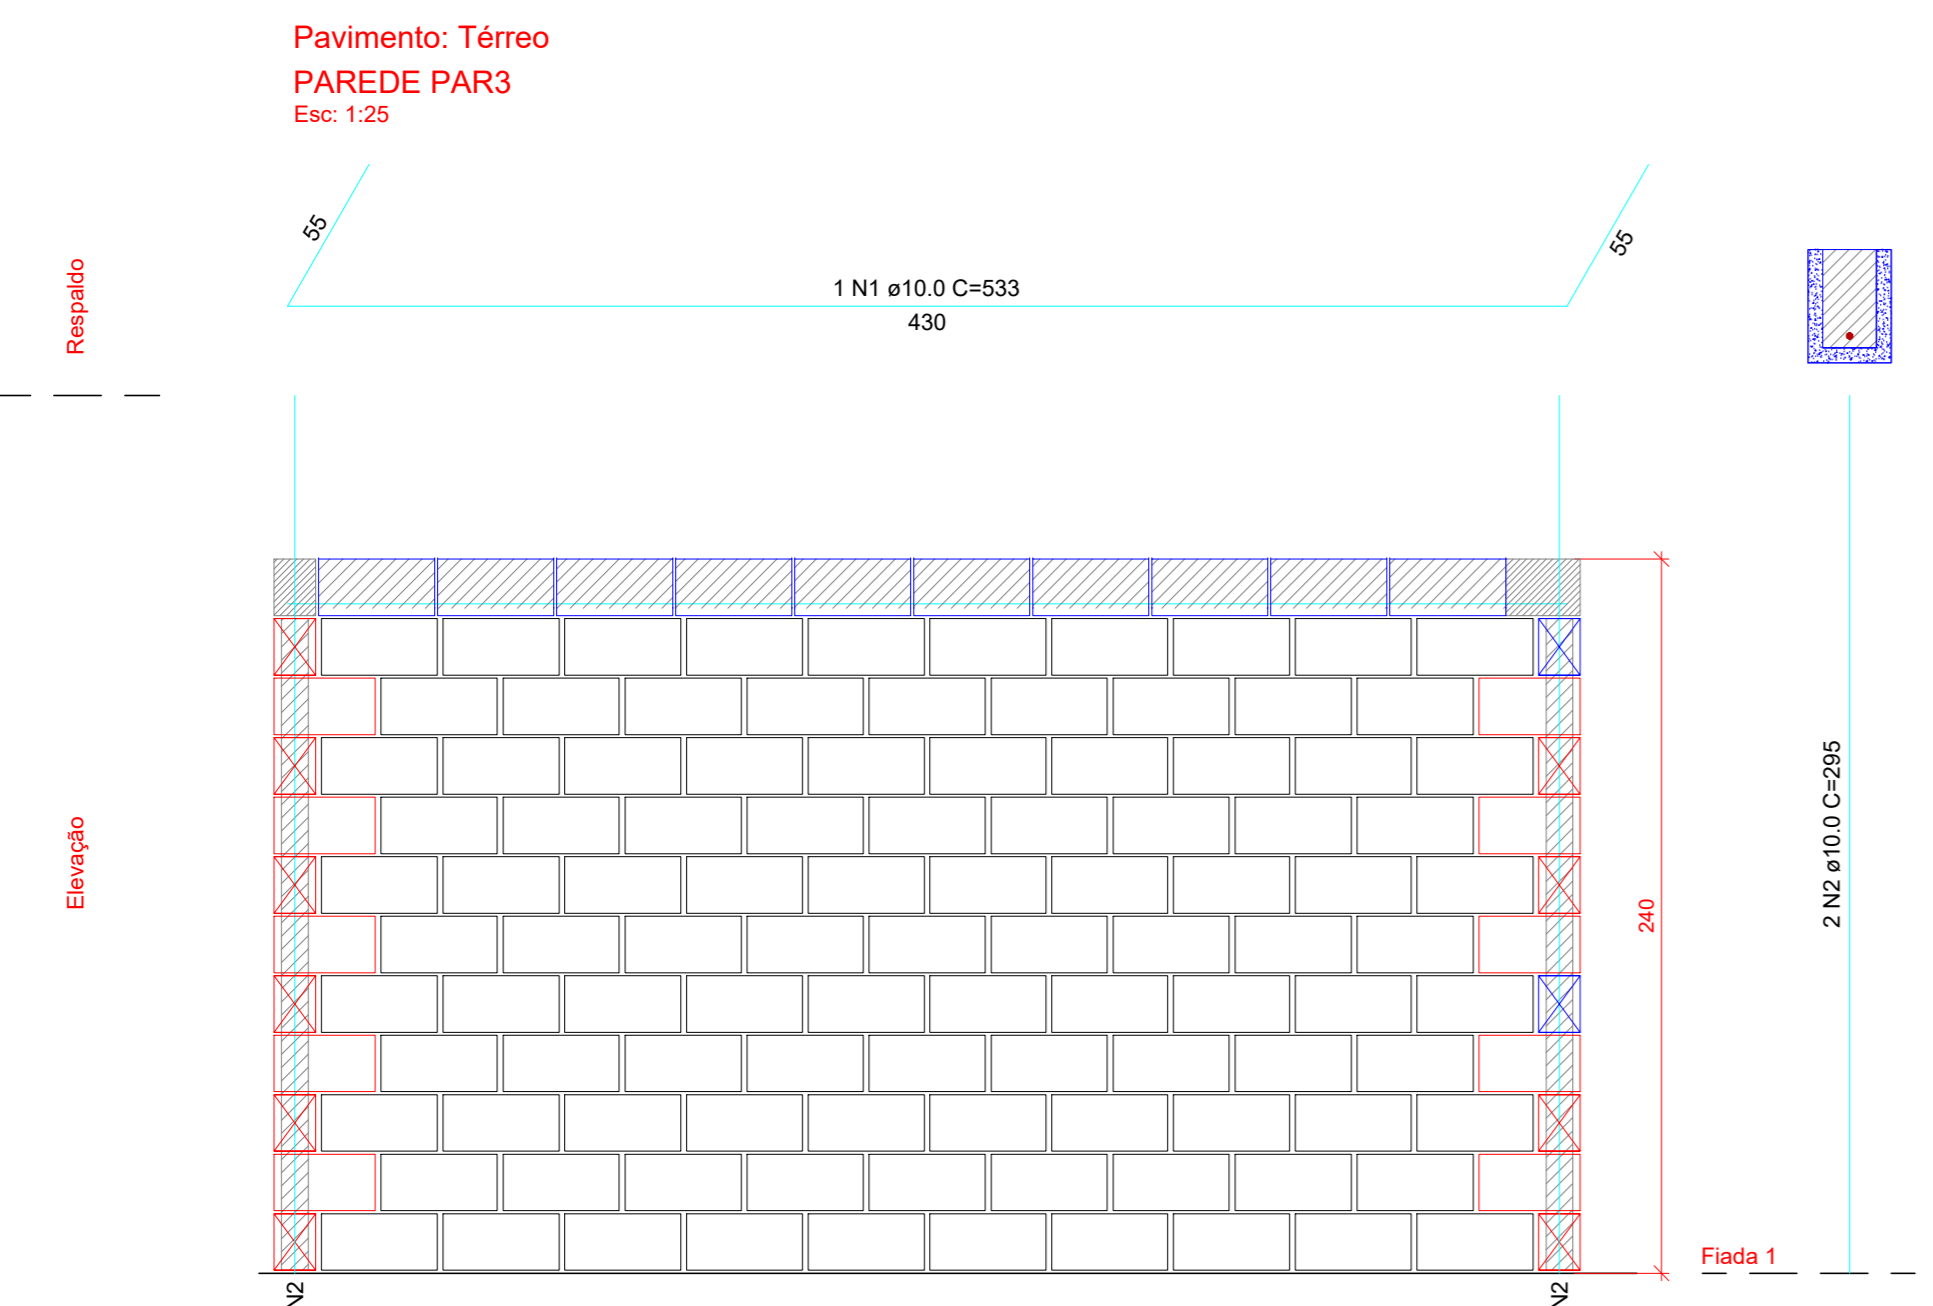 Pavimento: Térreo
PAREDE PAR3
Esc: 1:25
Respaldo
55
1 N1 ø10.0 C=533
430
55
Elevação
240
2 N2 ø10.0 C=295
Fiada 1
N2
N2